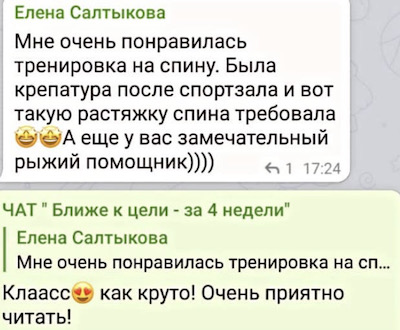 Елена Салтыкова
Мне очень понравилась
тренировка на спину. Была
крепатура после спортзала и вот
такую растяжку спина требовала
🤩🤩А еще у вас замечательный
рыжий помощник))))
1 17:24
ЧАТ " Ближе к цели - за 4 недели"
Елена Салтыкова
Мне очень понравилась тренировка на сп...
Клаасс😍 как круто! Очень приятно
читать!